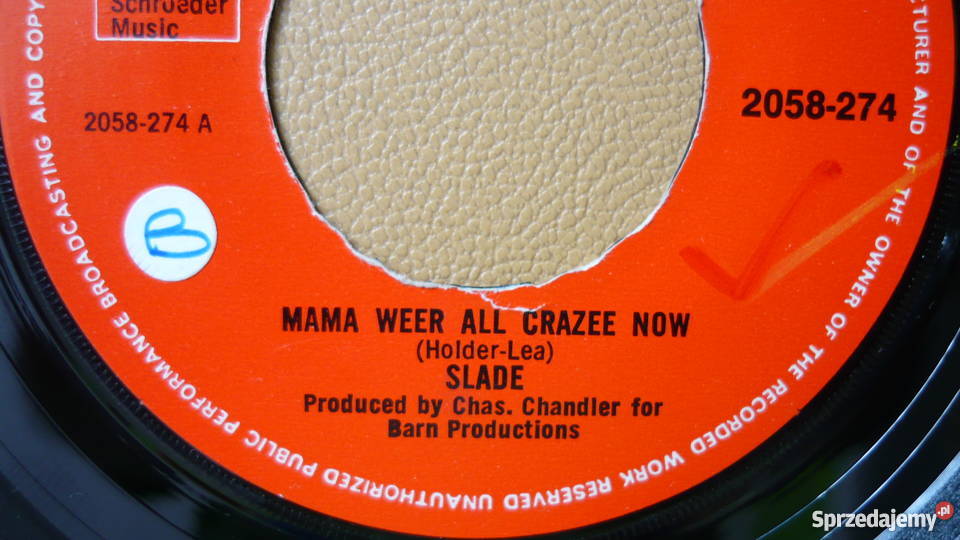 Schroeder
Music
2058-274 A
2058-274
B
MAMA WEER ALL CRAZEE NOW
(Holder-Lea)
SLADE
Produced by Chas. Chandler for
Barn Productions
TURER AND OF THE OWNER OF THE RECORDED WORK RESERVED UNAUTHORIZED PUBLIC PERFORMANCE BROADCASTING AND COPY
Sprzedajemy.pl